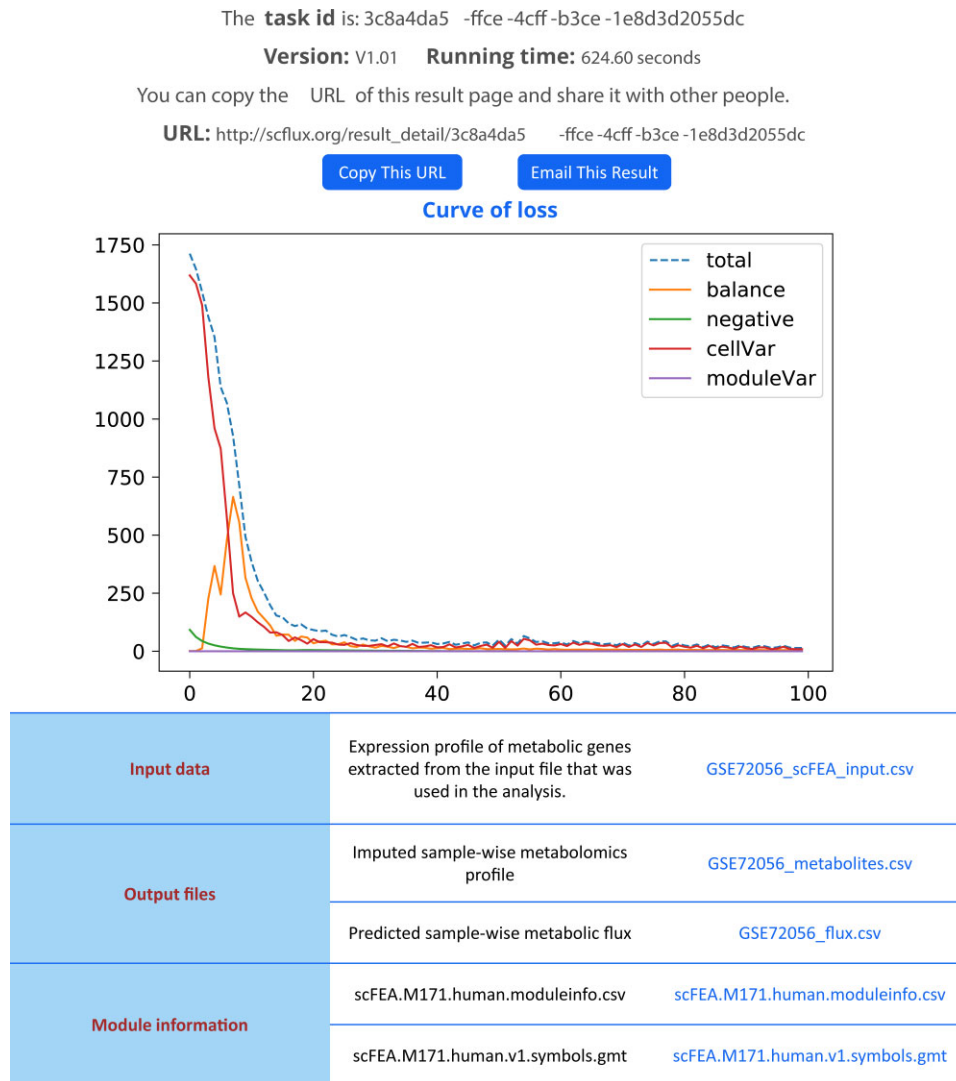 The task id is: 3c8a4da5 -ffce -4cff -b3ce -1e8d3d2055dc
Version: V1.01 Running time: 624.60 seconds
You can copy the URL of this result page and share it with other people.
URL: http://scflux.org/result_detail/3c8a4da5 -ffce -4cff -b3ce -1e8d3d2055dc
Copy This URL Email This Result
Curve of loss
1750
1500
1250
1000
750
500
250
0
total
balance
negative
cellVar
moduleVar
0 20 40 60 80 100
Input data
Expression profile of metabolic genes
extracted from the input file that was
used in the analysis.
GSE72056_scFEA_input.csv
Output files
Imputed sample-wise metabolomics
profile
GSE72056_metabolites.csv
Predicted sample-wise metabolic flux
GSE72056_flux.csv
Module information
scFEA.M171.human.moduleinfo.csv
scFEA.M171.human.moduleinfo.csv
scFEA.M171.human.v1.symbols.gmt
scFEA.M171.human.v1.symbols.gmt